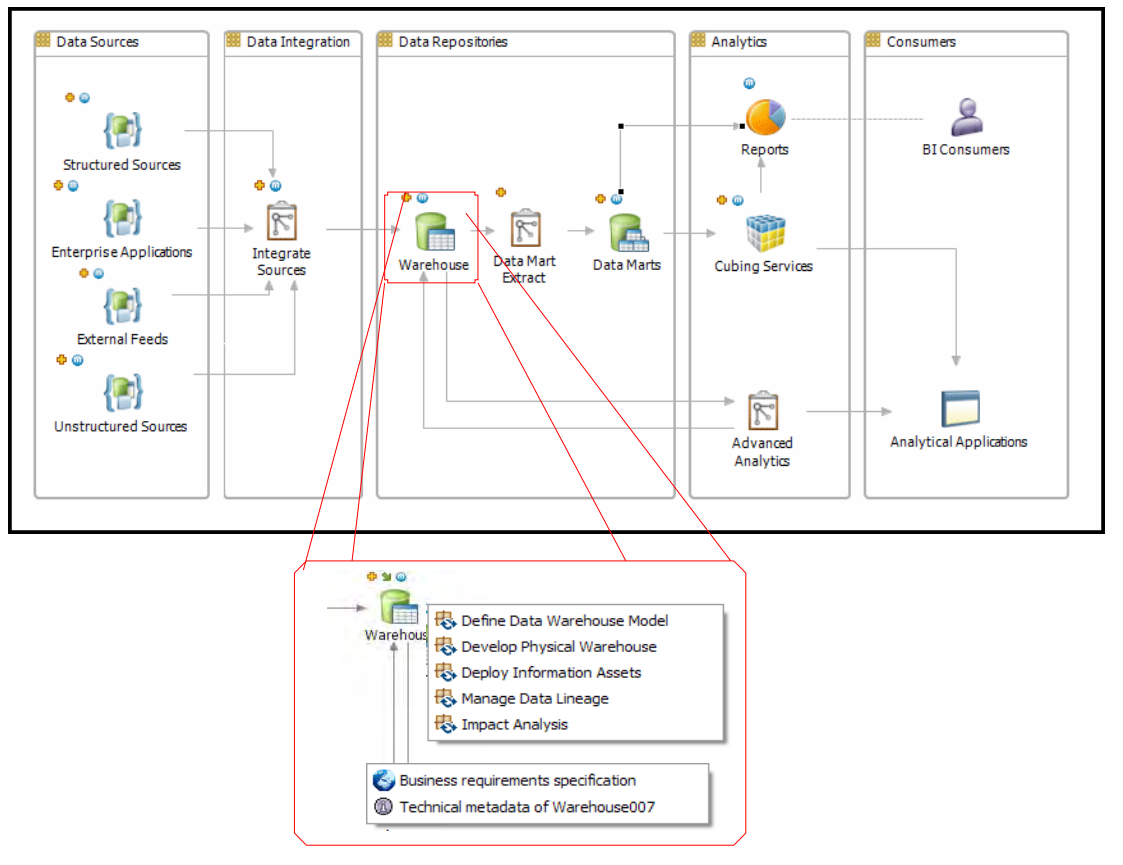 Data Sources
Data Integration
Data Repositories
Analytics
Consumers
Structured Sources
Enterprise Applications
External Feeds
Unstructured Sources
Integrate
Sources
Warehouse
Data Mart
Extract
Data Marts
Reports
Cubing Services
Advanced
Analytics
BI Consumers
Analytical Applications
Warehous
Define Data Warehouse Model
Develop Physical Warehouse
Deploy Information Assets
Manage Data Lineage
Impact Analysis
Business requirements specification
Technical metadata of Warehouse007